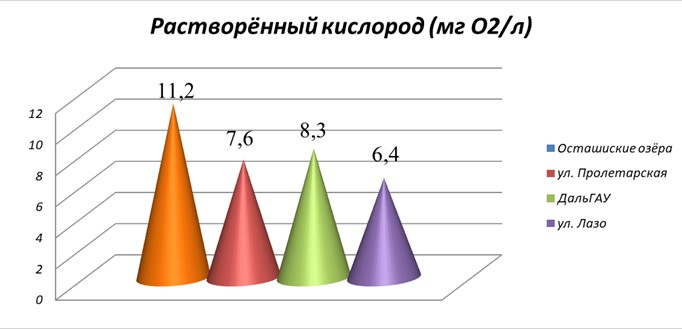 Растворённый кислород (мг О2/л)
11,2
7,6
8,3
6,4
12
10
8
6
4
2
0
Осташиские озёра
ул. Пролетарская
ДальГАУ
ул. Лазо